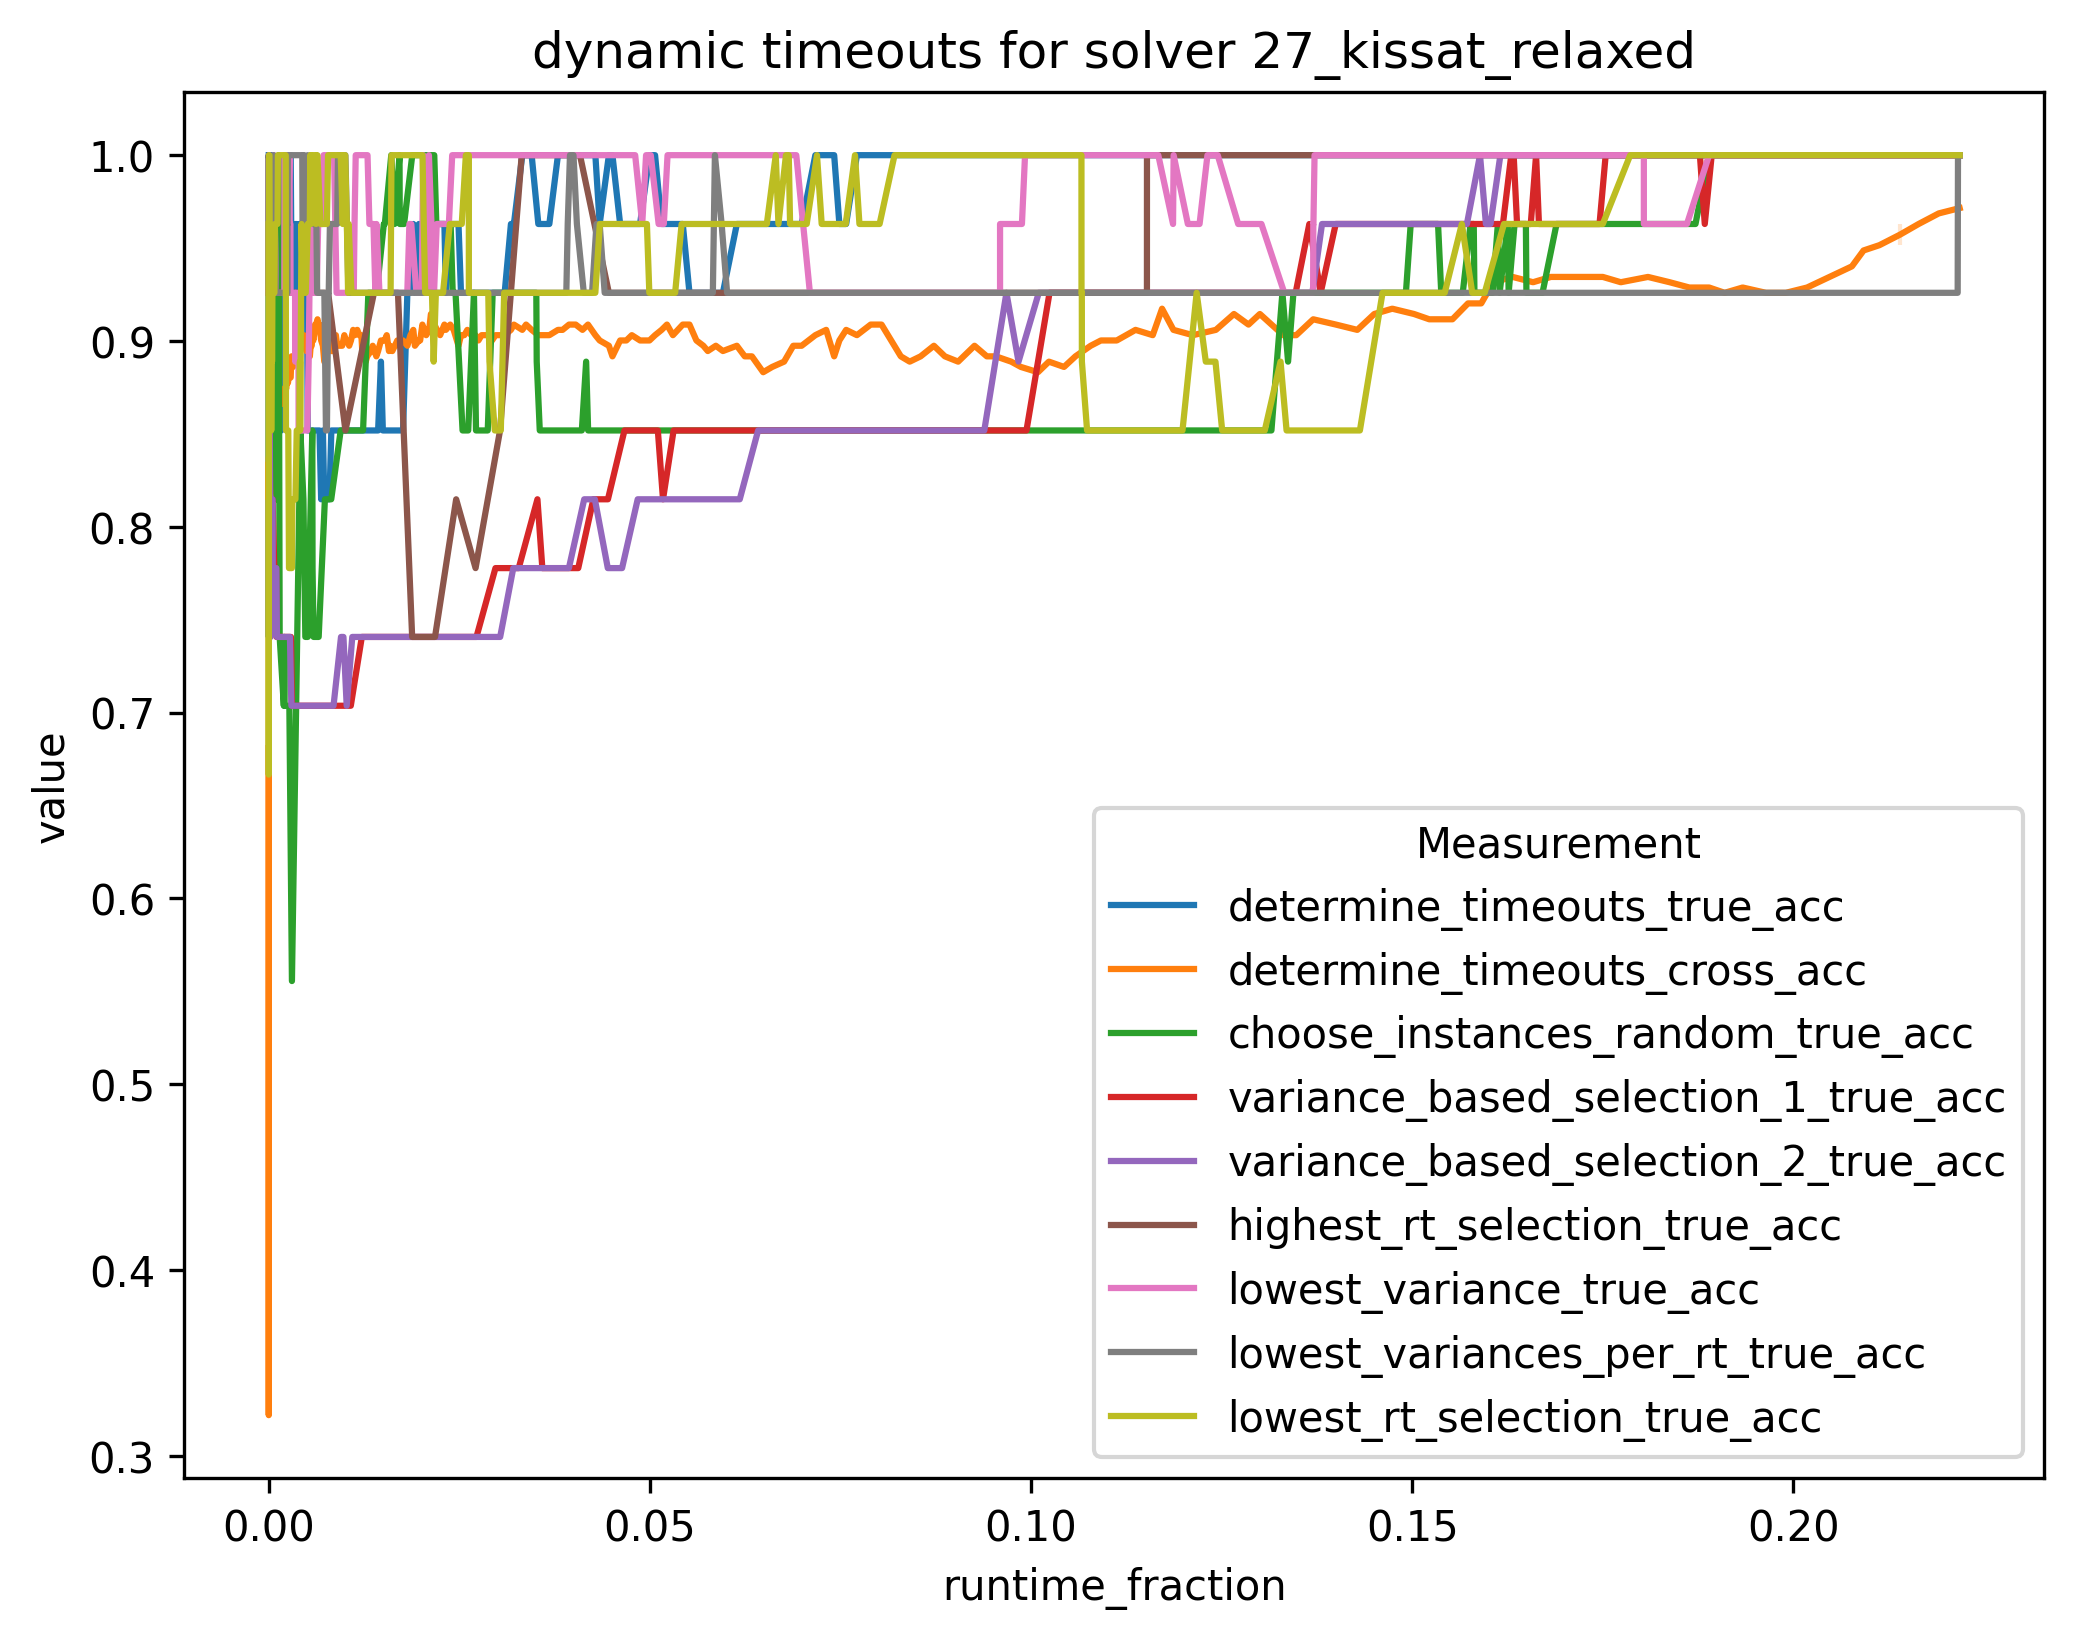 dynamic timeouts for solver 27_kissat_relaxed
1.0
0.9
0.8
0.7
0.6
0.5
0.4
0.3
value
Measurement
determine_timeouts_true_acc
determine_timeouts_cross_acc
choose_instances_random_true_acc
variance_based_selection_1_true_acc
variance_based_selection_2_true_acc
highest_rt_selection_true_acc
lowest_variance_true_acc
lowest_variances_per_rt_true_acc
lowest_rt_selection_true_acc
0.00 0.05 0.10 0.15 0.20
runtime_fraction